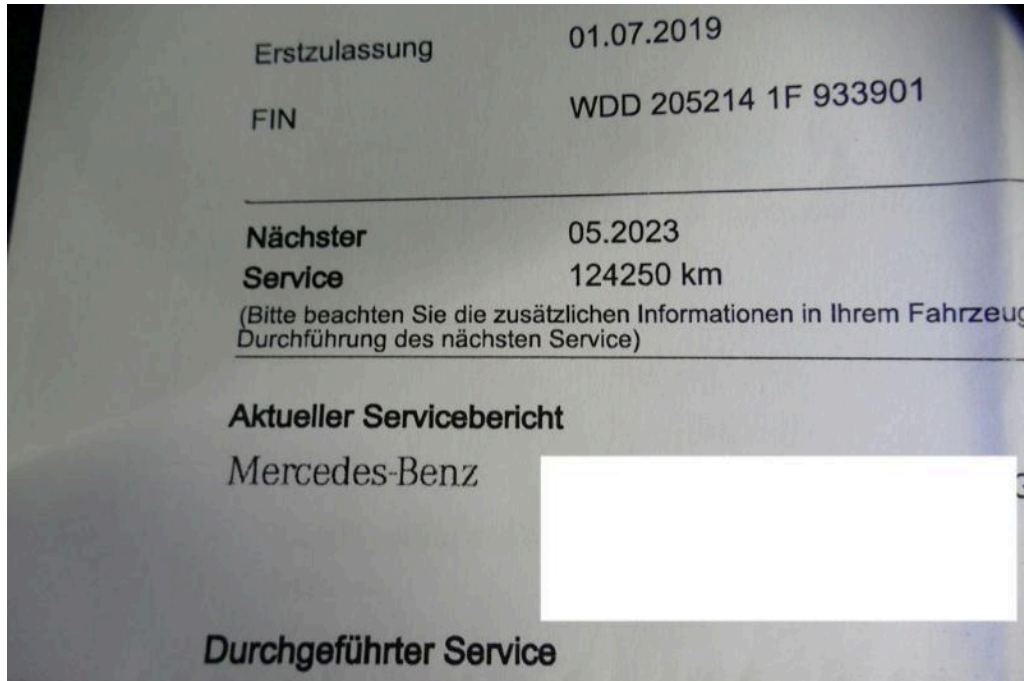 Erstzulassung 01.07.2019
FIN WDD 205214 1F 933901
Nächster 05.2023
Service 124250 km
(Bitte beachten Sie die zusätzlichen Informationen in Ihrem Fahrzeug
Durchführung des nächsten Service)
Aktueller Servicebericht
Mercedes-Benz
Durchgeführter Service